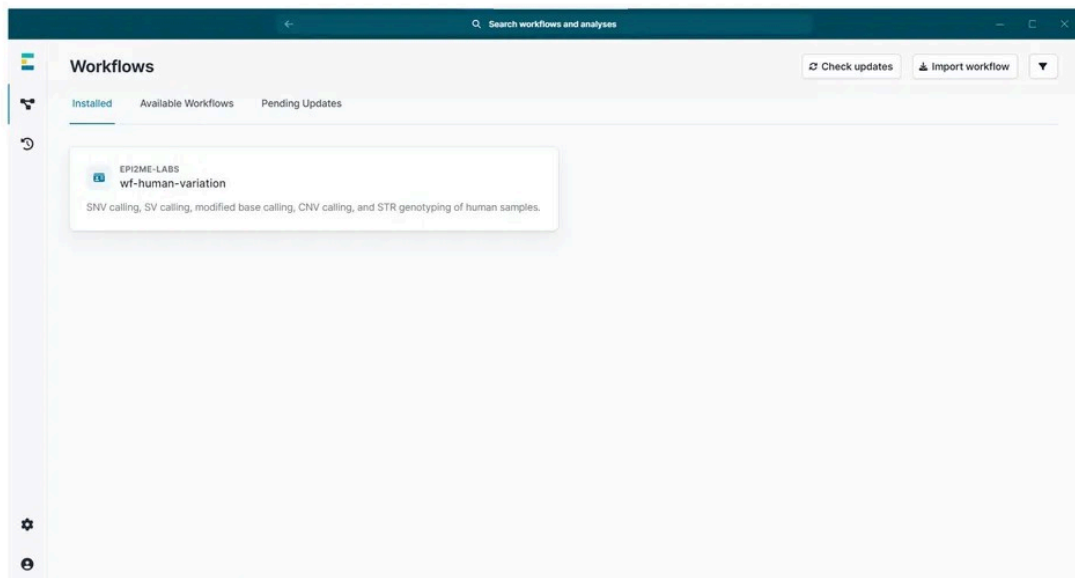 Search workflows and analyses
Workflows
Check updates
Import workflow
Installed
Available Workflows
Pending Updates
EPI2ME-LABS
wf-human-variation
SNV calling, SV calling, modified base calling, CNV calling, and STR genotyping of human samples.